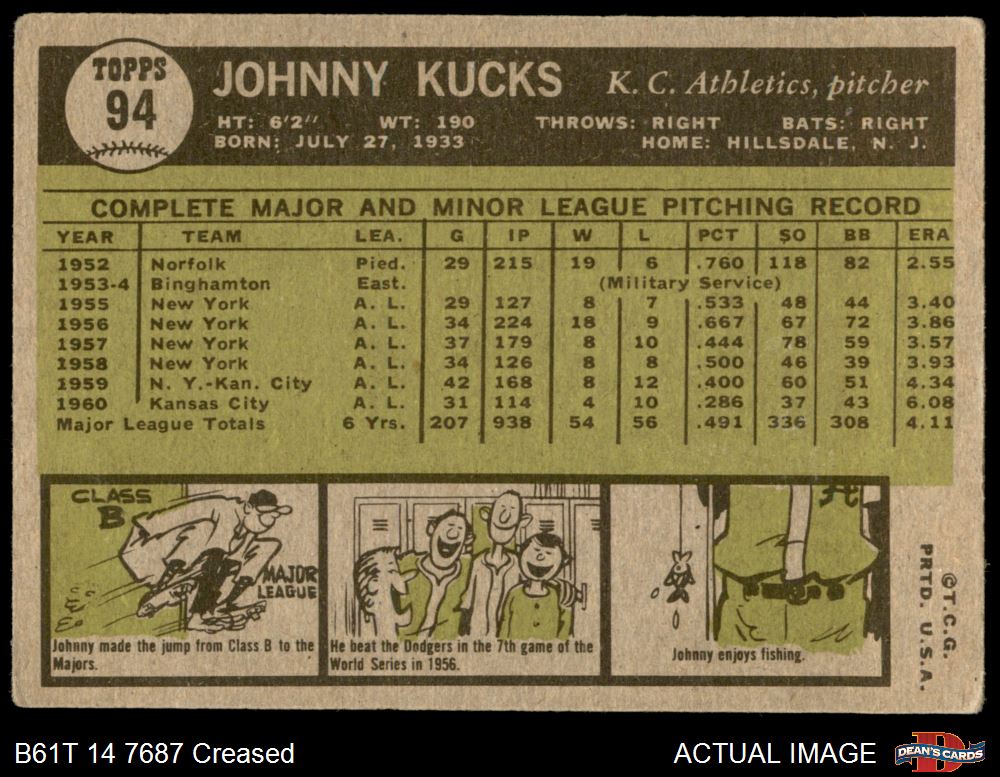 TOPPS
94
JOHNNY KUCKS K. C. Athletics, pitcher
HT: 6'2" WT: 190 THROWS: RIGHT BATS: RIGHT
BORN: JULY 27, 1933 HOME: HILLSDALE, N. J.
COMPLETE MAJOR AND MINOR LEAGUE PITCHING RECORD
YEAR TEAM LEA. G IP W L PCT SO BB ERA
1952 Norfolk Pied. 29 215 19 6 .760 118 82 2.55
1953-4 Binghamton East. (Military Service)
1955 New York A. L. 29 127 8 7 .533 48 44 3.40
1956 New York A. L. 34 224 18 9 .667 67 72 3.86
1957 New York A. L. 37 179 8 10 .444 78 59 3.57
1958 New York A. L. 34 126 8 8 .500 46 39 3.93
1959 N. Y.-Kan. City A. L. 42 168 8 12 .400 60 51 4.34
1960 Kansas City A. L. 31 114 4 10 .286 37 43 6.08
Major League Totals 6 Yrs. 207 938 54 56 .491 336 308 4.11
CLASS
B
MAJOR
LEAGUE
Johnny made the jump from Class B to the
Majors.
He beat the Dodgers in the 7th game of the
World Series in 1956.
A
Johnny enjoys fishing.
©T.C.G.
PRTD. U.S.A.
B61T 14 7687 Creased ACTUAL IMAGE
DEAN'S CARDS